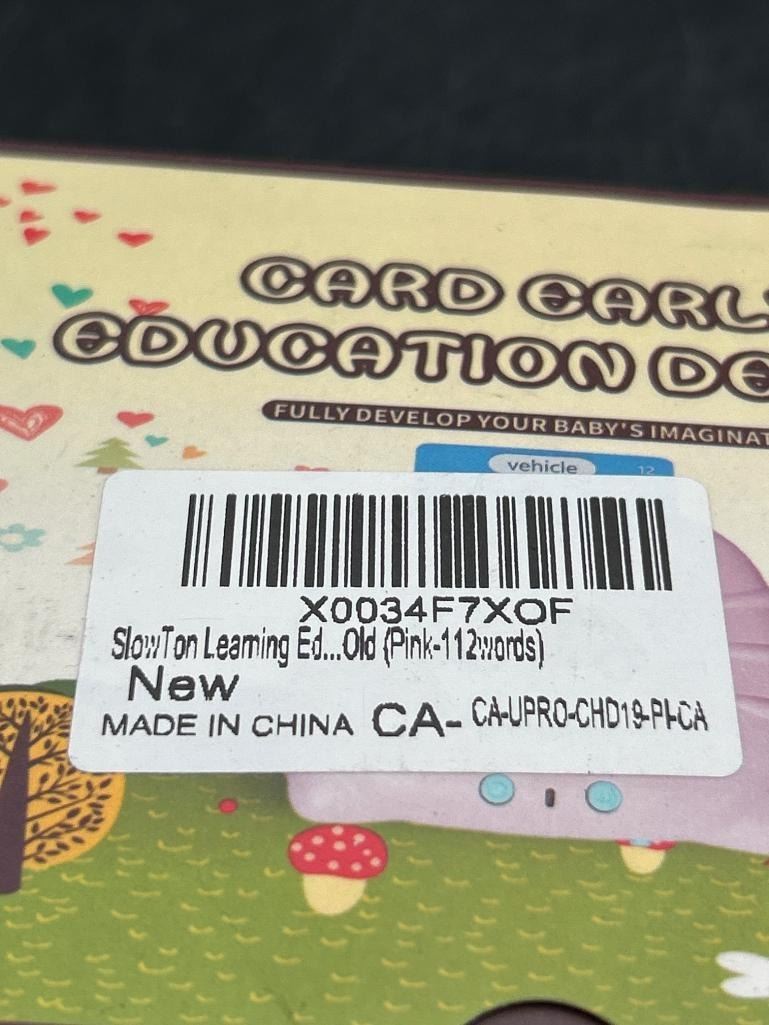 CARD EARL
EDUCATION DE
FULLY DEVELOP YOUR BABY'S IMAGINAT
vehicle 12
X0034F7XOF
SlowTon Learning Ed...Old (Pink-112words)
New
MADE IN CHINA CA- CA-UPRO-CHD19-PI-CA